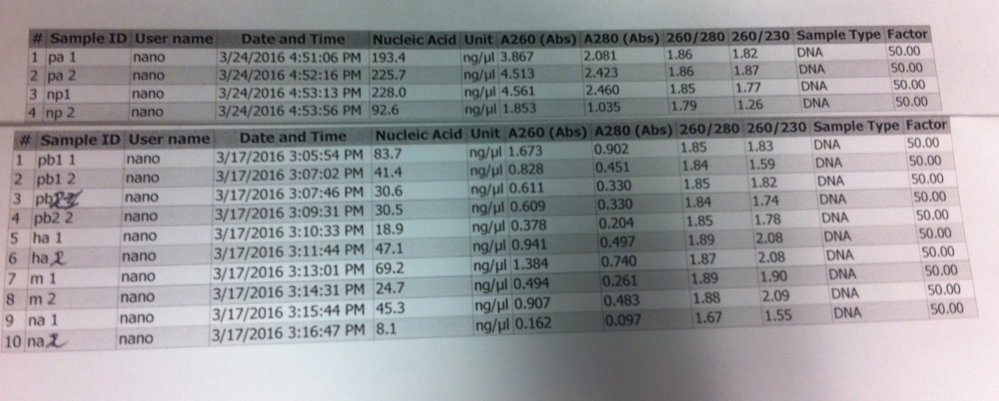 # Sample ID User name Date and Time Nucleic Acid Unit A260 (Abs) A280 (Abs) 260/280 260/230 Sample Type Factor
1 pa 1 nano 3/24/2016 4:51:06 PM 193.4 ng/µl 3.867 2.081 1.86 1.82 DNA 50.00
2 pa 2 nano 3/24/2016 4:52:16 PM 225.7 ng/µl 4.513 2.423 1.86 1.87 DNA 50.00
3 np1 nano 3/24/2016 4:53:13 PM 228.0 ng/µl 4.561 2.460 1.85 1.77 DNA 50.00
4 np 2 nano 3/24/2016 4:53:56 PM 92.6 ng/µl 1.853 1.035 1.79 1.26 DNA 50.00
# Sample ID User name Date and Time Nucleic Acid Unit A260 (Abs) A280 (Abs) 260/280 260/230 Sample Type Factor
1 pb1 1 nano 3/17/2016 3:05:54 PM 83.7 ng/µl 1.673 0.902 1.85 1.83 DNA 50.00
2 pb1 2 nano 3/17/2016 3:07:02 PM 41.4 ng/µl 0.828 0.451 1.84 1.59 DNA 50.00
3 nano 3/17/2016 3:07:46 PM 30.6 ng/µl 0.611 0.330 1.85 1.82 DNA 50.00
4 pb2 2 nano 3/17/2016 3:09:31 PM 30.5 ng/µl 0.609 0.330 1.84 1.74 DNA 50.00
5 ha 1 nano 3/17/2016 3:10:33 PM 18.9 ng/µl 0.378 0.204 1.85 1.78 DNA 50.00
6 ha 2 nano 3/17/2016 3:11:44 PM 47.1 ng/µl 0.941 0.497 1.89 2.08 DNA 50.00
7 m 1 nano 3/17/2016 3:13:01 PM 69.2 ng/µl 1.384 0.740 1.87 2.08 DNA 50.00
8 m 2 nano 3/17/2016 3:14:31 PM 24.7 ng/µl 0.494 0.261 1.89 1.90 DNA 50.00
9 na 1 nano 3/17/2016 3:15:44 PM 45.3 ng/µl 0.907 0.483 1.88 2.09 DNA 50.00
10 na 2 nano 3/17/2016 3:16:47 PM 8.1 ng/µl 0.162 0.097 1.67 1.55 DNA 50.00